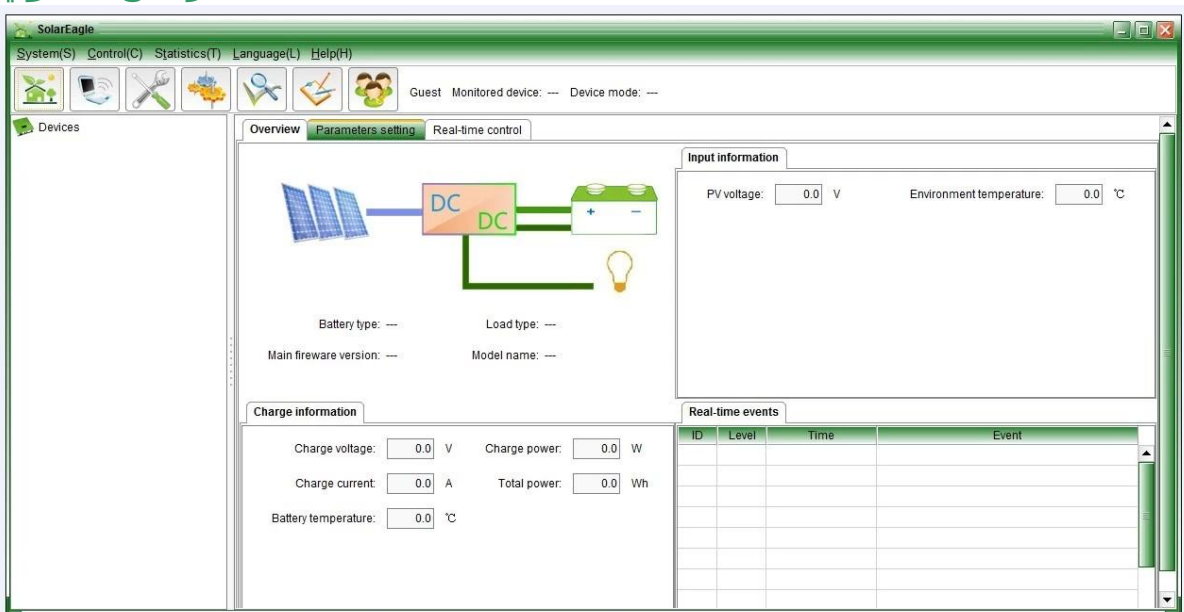 SolarEagle
System(S) Control(C) Statistics(T) Language(L) Help(H)
Guest Monitored device: --- Device mode: ---
Devices
Overview Parameters setting Real-time control
DC
DC
+ −
Battery type: --- Load type: ---
Main fireware version: --- Model name: ---
Input information
PV voltage: 0.0 V Environment temperature: 0.0 ℃
Charge information
Charge voltage: 0.0 V Charge power: 0.0 W
Charge current: 0.0 A Total power: 0.0 Wh
Battery temperature: 0.0 ℃
Real-time events
ID Level Time Event